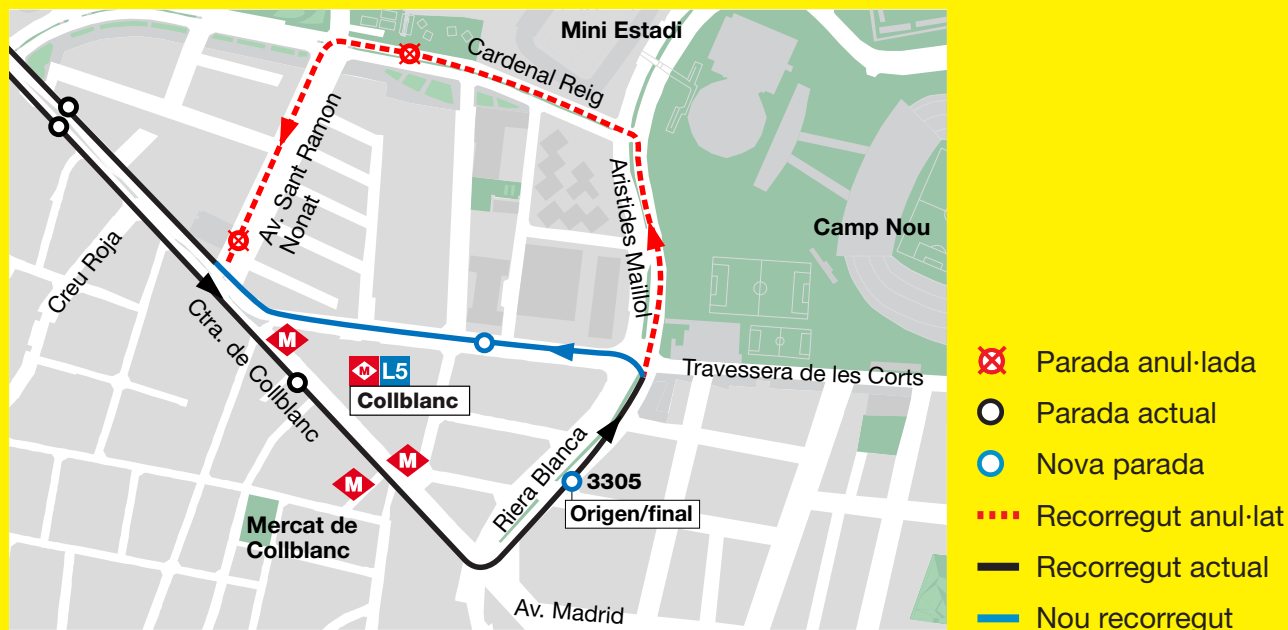 Mini Estadi
Cardenal Reig
Av. Sant Ramon
Nonat
Aristides Maillol
Camp Nou
Creu Roja
Ctra. de Collblanc
M
M L5
Collblanc
Travessera de les Corts
M
M
Riera Blanca
3305
Origen/final
Mercat de
Collblanc
Av. Madrid
Parada anul·lada
Parada actual
Nova parada
Recorregut anul·lat
Recorregut actual
Nou recorregut